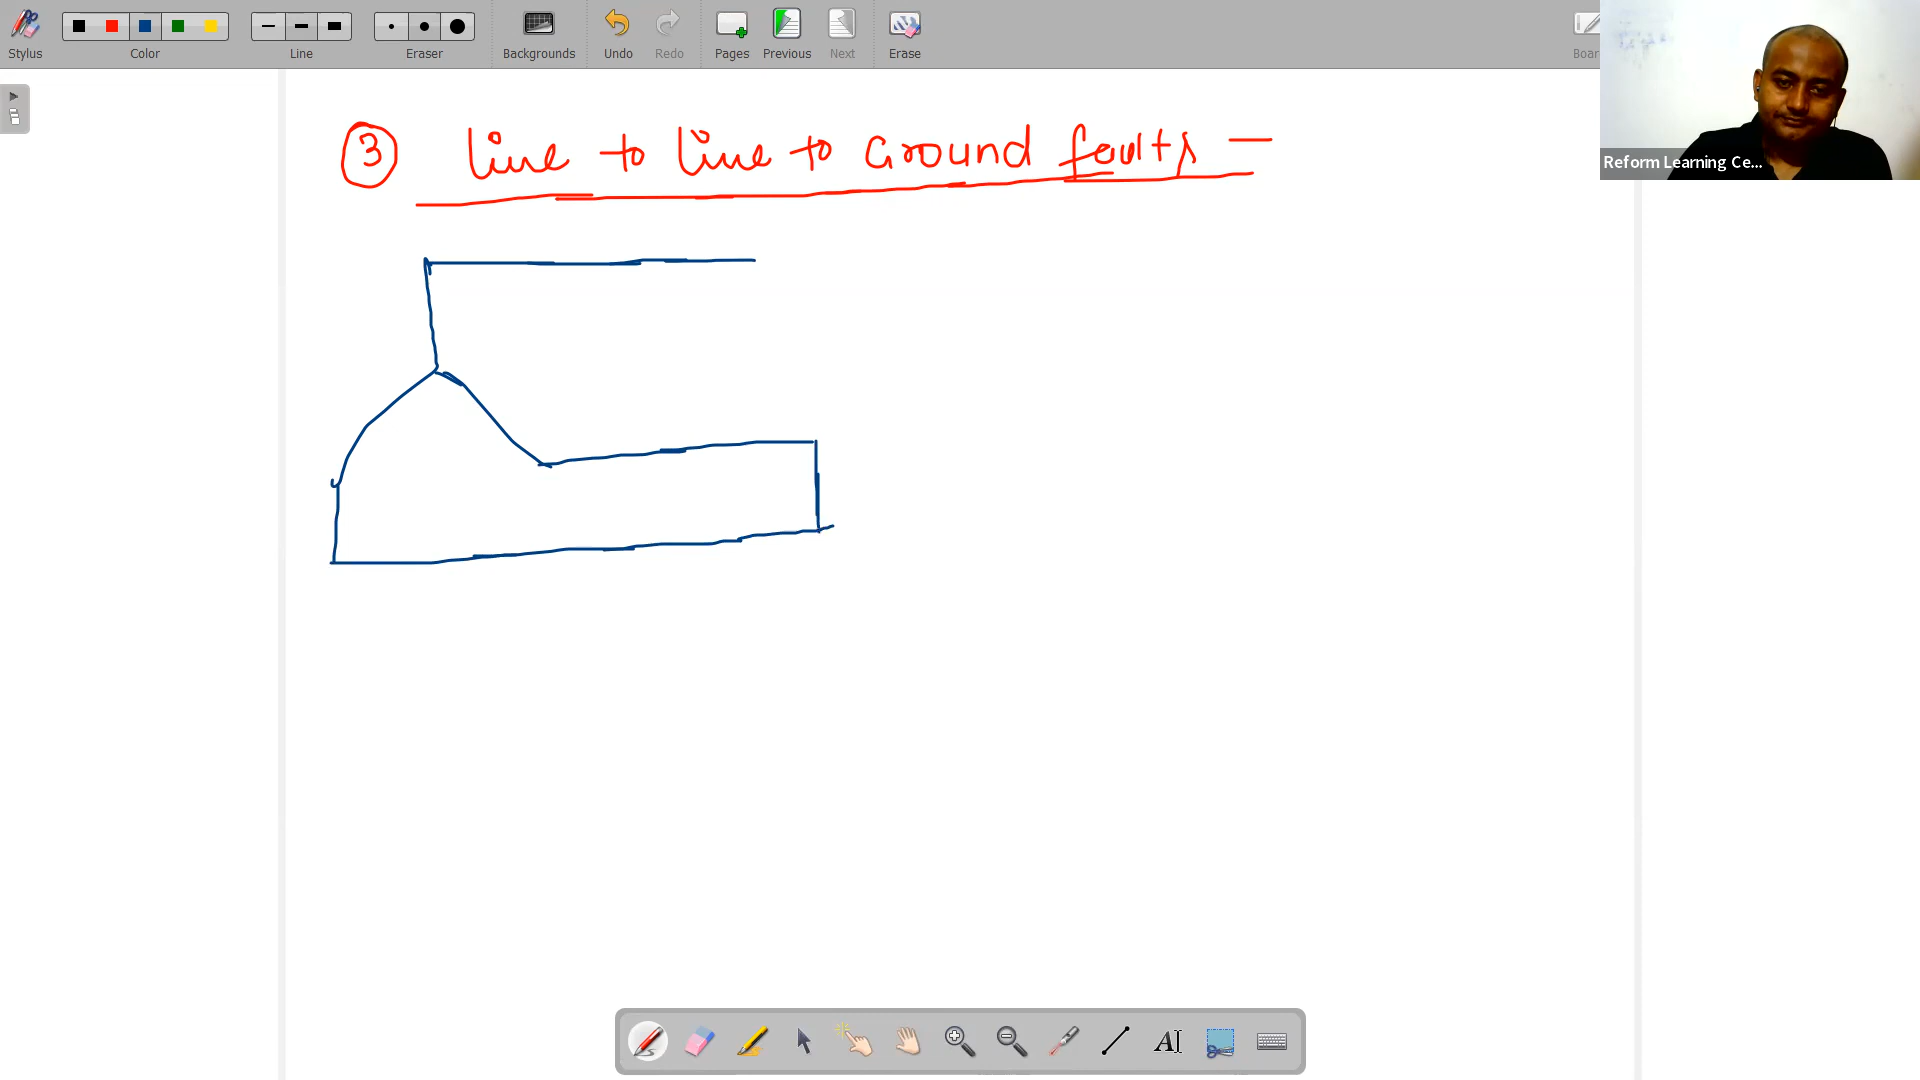 Stylus
Color
Line
Eraser
Backgrounds
Undo
Redo
Pages
Previous
Next
Erase
Reform Learning Ce...
③ Line to Line to Ground faults —